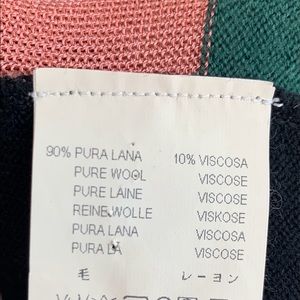 90% PURA LANA 10% VISCOSA
PURE WOOL VISCOSE
PURE LAINE VISCOSE
REINE WOLLE VISKOSE
PURA LANA VISCOSA
PURA LÃ VISCOSE
毛 レーヨン